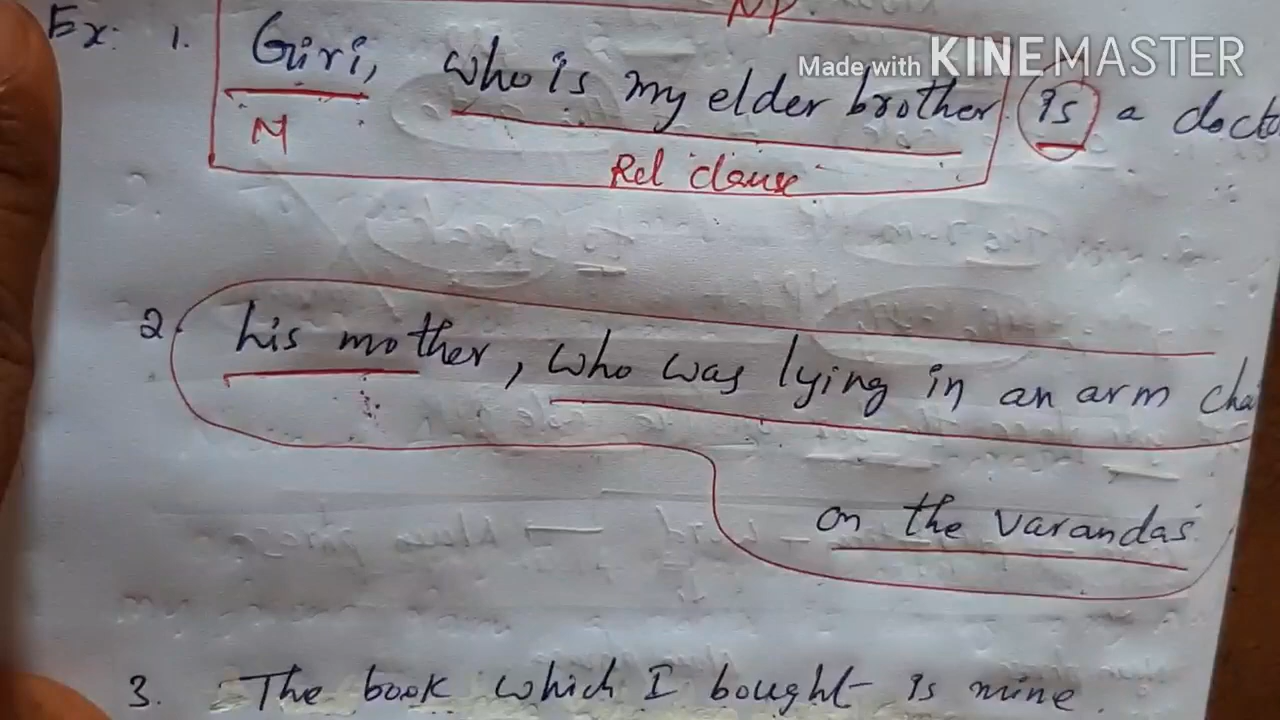 NP
Made with KINEMASTER
Ex: 1. Giri, who is my elder brother is a doct
N
Rel clause
2. his mother, who was lying in an arm cha
on the varandas
3. The book which I bought is mine.